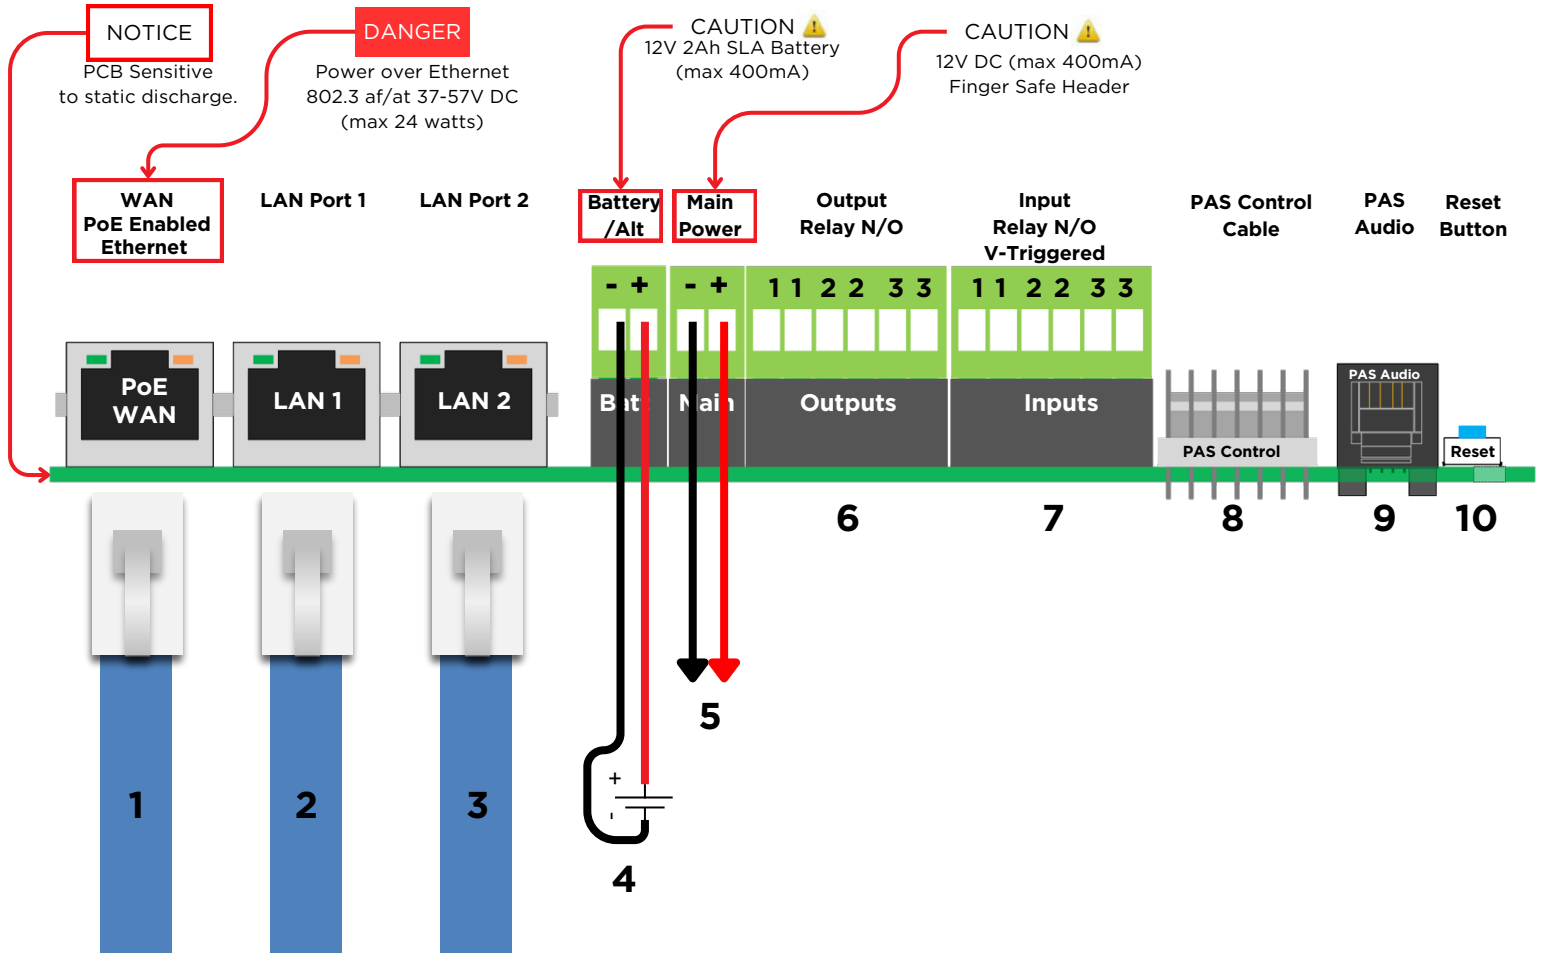 NOTICE
PCB Sensitive
to static discharge.
DANGER
Power over Ethernet
802.3 af/at 37-57V DC
(max 24 watts)
CAUTION
12V 2Ah SLA Battery
(max 400mA)
CAUTION
12V DC (max 400mA)
Finger Safe Header
WAN
PoE Enabled
Ethernet
LAN Port 1
LAN Port 2
Battery
/Alt
Main
Power
Output
Relay N/O
Input
Relay N/O
V-Triggered
PAS Control
Cable
PAS
Audio
Reset
Button
- +
- +
1 1 2 2 3 3
1 1 2 2 3 3
PoE
WAN
LAN 1
LAN 2
Batt
Main
Outputs
Inputs
PAS Control
PAS Audio
Reset
6
7
8
9
10
5
1
2
3
+
-
4